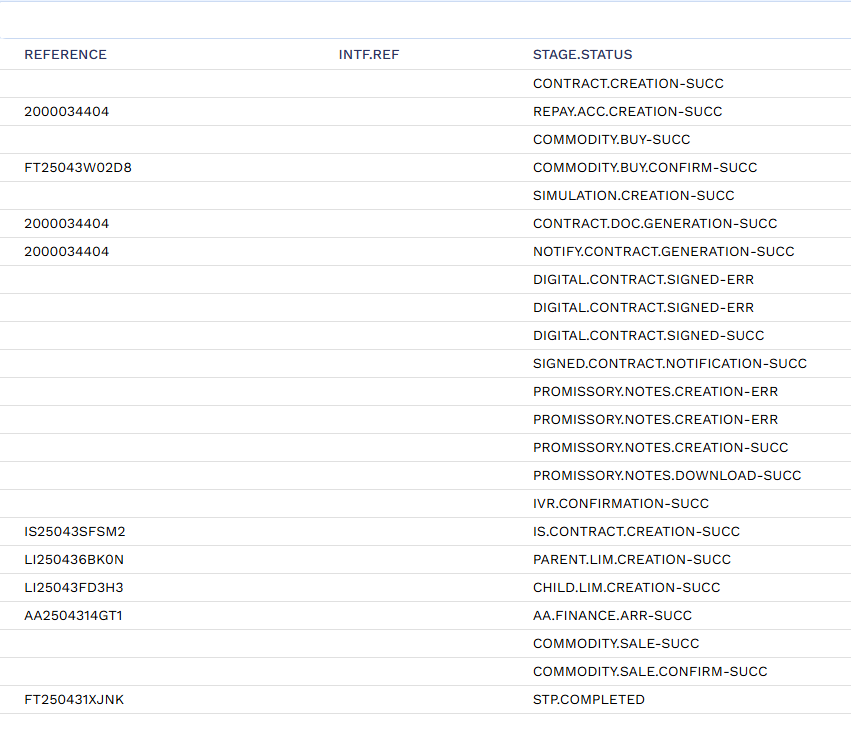 REFERENCE INTF.REF STAGE.STATUS
CONTRACT.CREATION-SUCC
2000034404 REPAY.ACC.CREATION-SUCC
COMMODITY.BUY-SUCC
FT25043W02D8 COMMODITY.BUY.CONFIRM-SUCC
SIMULATION.CREATION-SUCC
2000034404 CONTRACT.DOC.GENERATION-SUCC
2000034404 NOTIFY.CONTRACT.GENERATION-SUCC
DIGITAL.CONTRACT.SIGNED-ERR
DIGITAL.CONTRACT.SIGNED-ERR
DIGITAL.CONTRACT.SIGNED-SUCC
SIGNED.CONTRACT.NOTIFICATION-SUCC
PROMISSORY.NOTES.CREATION-ERR
PROMISSORY.NOTES.CREATION-ERR
PROMISSORY.NOTES.CREATION-SUCC
PROMISSORY.NOTES.DOWNLOAD-SUCC
IVR.CONFIRMATION-SUCC
IS25043SFSM2 IS.CONTRACT.CREATION-SUCC
LI250436BK0N PARENT.LIM.CREATION-SUCC
LI25043FD3H3 CHILD.LIM.CREATION-SUCC
AA2504314GT1 AA.FINANCE.ARR-SUCC
COMMODITY.SALE-SUCC
COMMODITY.SALE.CONFIRM-SUCC
FT250431XJNK STP.COMPLETED